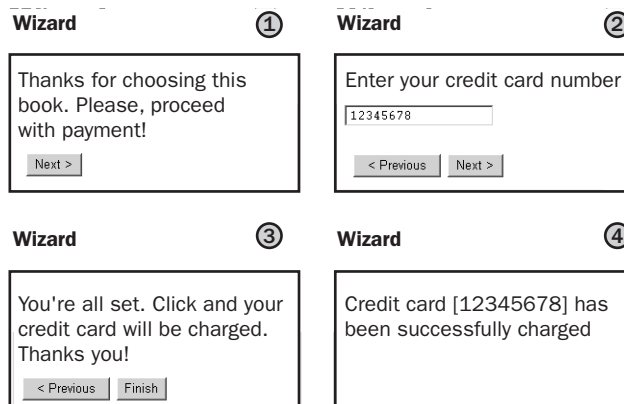 Wizard 1
Thanks for choosing this
book. Please, proceed
with payment!
Next >
Wizard 2
Enter your credit card number
12345678
< Previous Next >
Wizard 3
You're all set. Click and your
credit card will be charged.
Thanks you!
< Previous Finish
Wizard 4
Credit card [12345678] has
been successfully charged